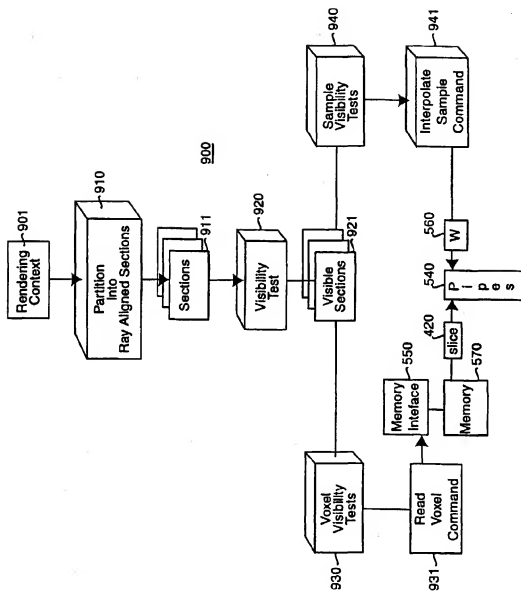 901
Rendering
Context
910
Partition
Into
Ray Aligned Sections
911
Sections
900
920
Visibility
Test
921
Visible
Sections
930
Voxel
Visibility
Tests
940
Sample
Visibility
Tests
931
Read
Voxel
Command
941
Interpolate
Sample
Command
550
Memory
Inteface
570
Memory
420
slice
540
P
i
p
e
s
560
W